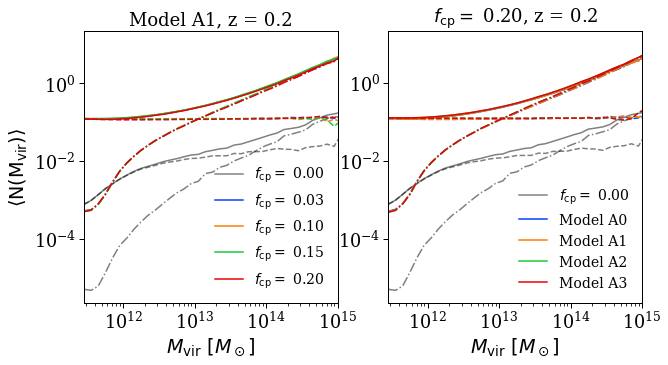 Model A1, z = 0.2
⟨N(M_vir)⟩
10^0
10^−2
10^−4
f_cp = 0.00
f_cp = 0.03
f_cp = 0.10
f_cp = 0.15
f_cp = 0.20
10^12 10^13 10^14 10^15
M_vir [M_⊙]
f_cp = 0.20, z = 0.2
10^0
10^−2
10^−4
f_cp = 0.00
Model A0
Model A1
Model A2
Model A3
10^12 10^13 10^14 10^15
M_vir [M_⊙]